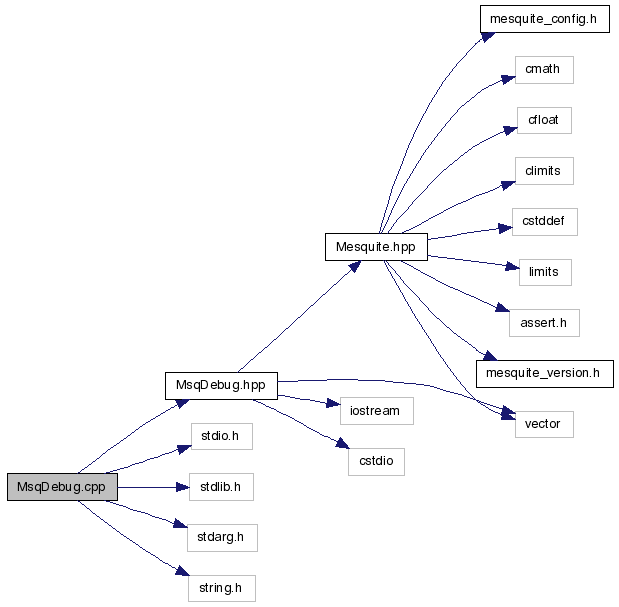 mesquite_config.h
cmath
cfloat
climits
cstddef
Mesquite.hpp
limits
assert.h
mesquite_version.h
MsqDebug.hpp
iostream
vector
stdio.h
cstdio
MsqDebug.cpp
stdlib.h
stdarg.h
string.h